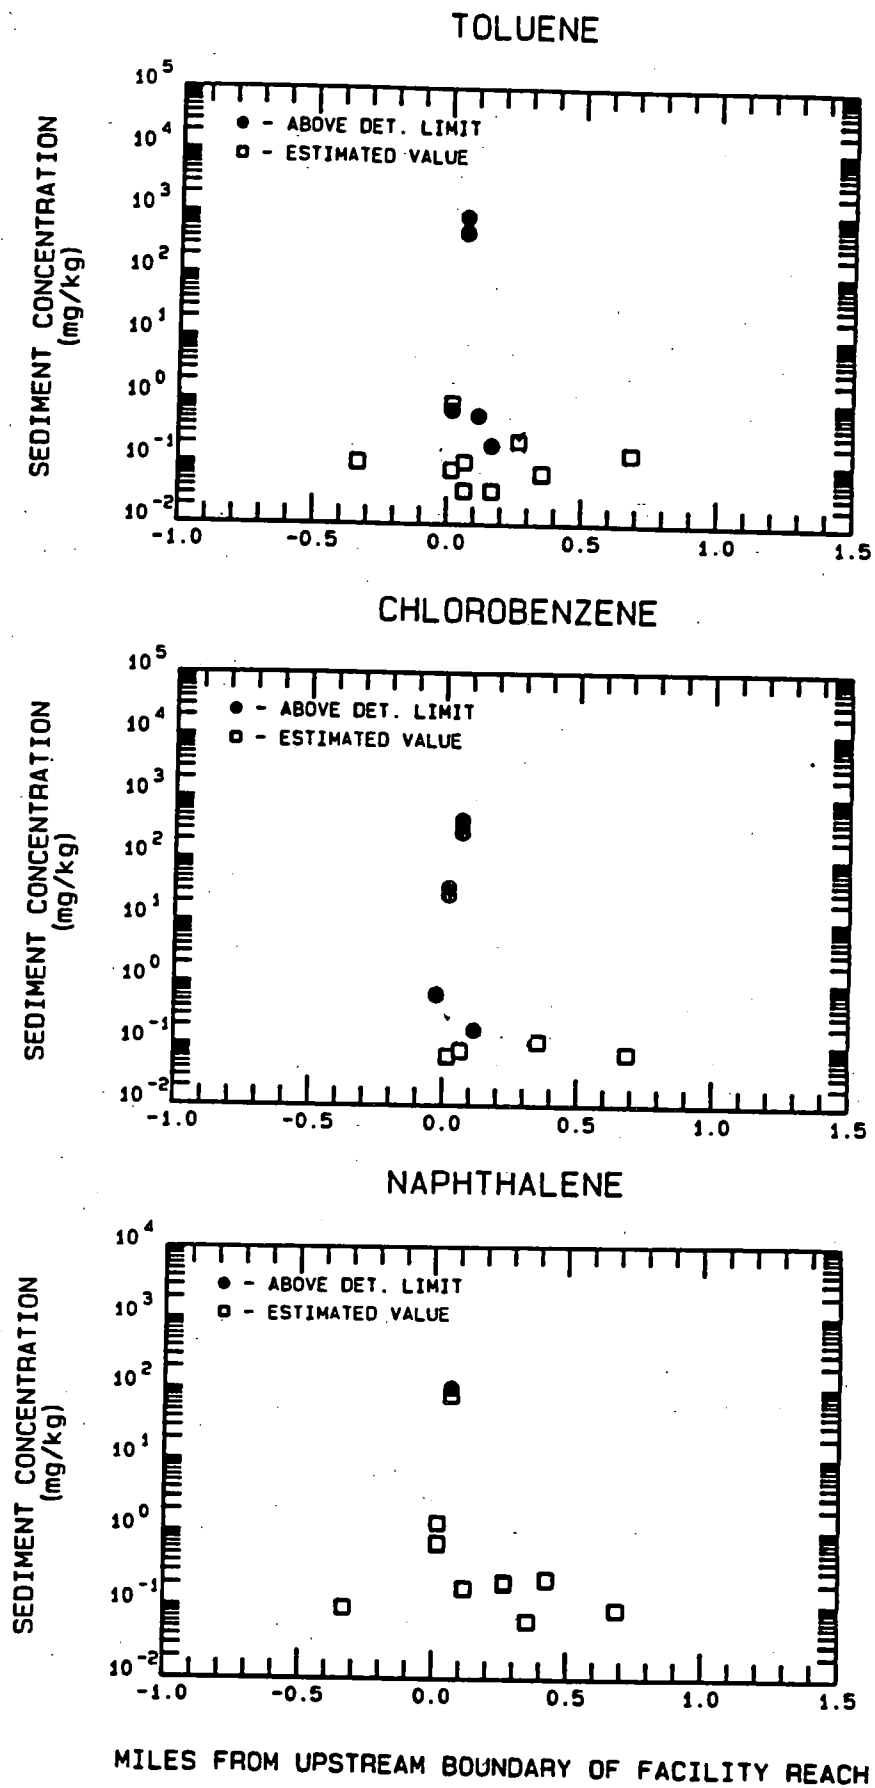 TOLUENE
10^5
● - ABOVE DET. LIMIT
10^4
□ - ESTIMATED VALUE
10^3
10^2
10^1
10^0
10^-1
10^-2
SEDIMENT CONCENTRATION
(mg/kg)
-1.0 -0.5 0.0 0.5 1.0 1.5
CHLOROBENZENE
10^5
● - ABOVE DET. LIMIT
10^4
□ - ESTIMATED VALUE
10^3
10^2
10^1
10^0
10^-1
10^-2
SEDIMENT CONCENTRATION
(mg/kg)
-1.0 -0.5 0.0 0.5 1.0 1.5
NAPHTHALENE
10^4
● - ABOVE DET. LIMIT
10^3
□ - ESTIMATED VALUE
10^2
10^1
10^0
10^-1
10^-2
SEDIMENT CONCENTRATION
(mg/kg)
-1.0 -0.5 0.0 0.5 1.0 1.5
MILES FROM UPSTREAM BOUNDARY OF FACILITY REACH